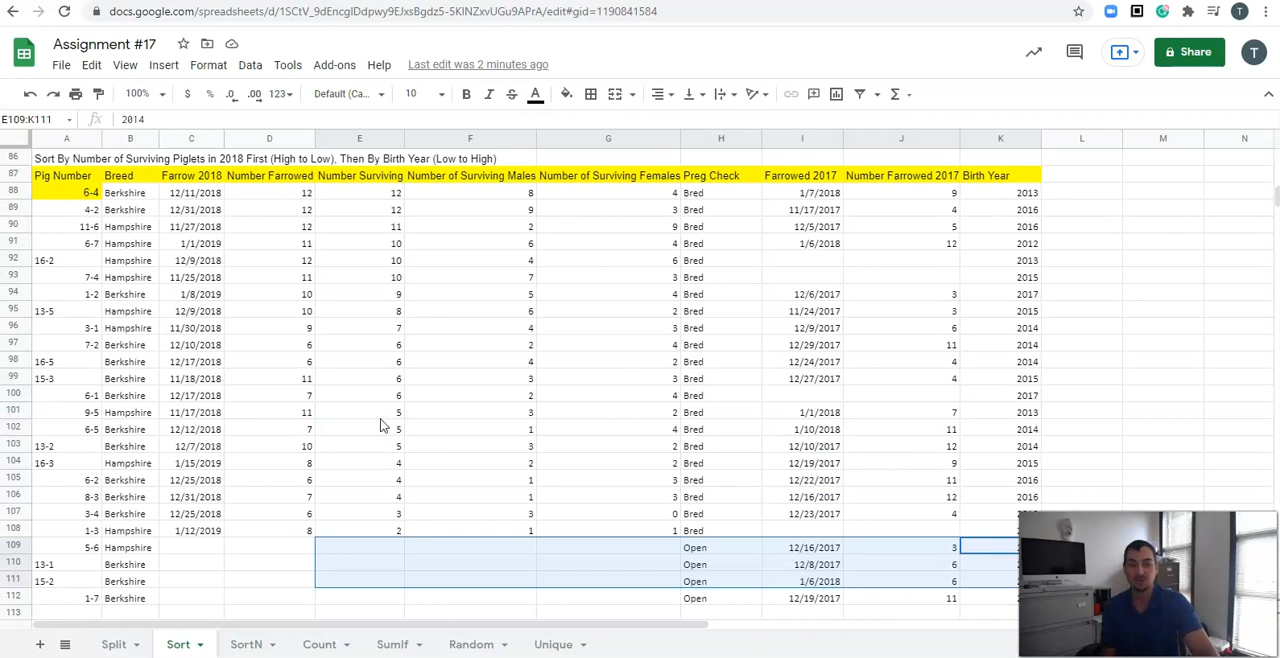 docs.google.com/spreadsheets/d/1SCtV_9dEncglDdpwy9EJxsBgdz5-5KlNZxvUGu9APrA/edit#gid=1190841584
T
Assignment #17
File Edit View Insert Format Data Tools Add-ons Help Last edit was 2 minutes ago
Share
T
100% $ % .0 .00 123 Default (Ca... 10 B I S A
E109:K111 fx 2014
A B C D E F G H I J K L M N
86 Sort By Number of Surviving Piglets in 2018 First (High to Low), Then By Birth Year (Low to High)
87 Pig Number Breed Farrow 2018 Number Farrowed Number Surviving Number of Surviving Males Number of Surviving Females Preg Check Farrowed 2017 Number Farrowed 2017 Birth Year
88 6-4 Berkshire 12/11/2018 12 12 8 4 Bred 1/7/2018 9 2013
89 4-2 Berkshire 12/31/2018 12 12 9 3 Bred 11/17/2017 4 2016
90 11-6 Hampshire 11/27/2018 12 11 2 9 Bred 12/5/2017 5 2016
91 6-7 Hampshire 1/1/2019 11 10 6 4 Bred 1/6/2018 12 2012
92 16-2 Hampshire 12/9/2018 12 10 4 6 Bred 2013
93 7-4 Hampshire 11/25/2018 11 10 7 3 Bred 2015
94 1-2 Berkshire 1/8/2019 10 9 5 4 Bred 12/6/2017 3 2017
95 13-5 Hampshire 12/9/2018 10 8 6 2 Bred 11/24/2017 3 2015
96 3-1 Berkshire 11/30/2018 9 7 4 3 Bred 12/9/2017 6 2014
97 7-2 Berkshire 12/10/2018 6 6 2 4 Bred 12/29/2017 11 2014
98 16-5 Berkshire 12/17/2018 6 6 4 2 Bred 12/24/2017 4 2014
99 15-3 Berkshire 11/18/2018 11 6 3 3 Bred 12/27/2017 4 2015
100 6-1 Berkshire 12/17/2018 7 6 2 4 Bred 2017
101 9-5 Hampshire 11/17/2018 11 5 3 2 Bred 1/1/2018 7 2013
102 6-5 Berkshire 12/12/2018 7 5 1 4 Bred 1/10/2018 11 2014
103 13-2 Berkshire 12/7/2018 10 5 3 2 Bred 12/10/2017 12 2014
104 16-3 Hampshire 1/15/2019 8 4 2 2 Bred 12/19/2017 9 2015
105 6-2 Berkshire 12/25/2018 6 4 1 3 Bred 12/22/2017 11 2016
106 8-3 Berkshire 12/31/2018 7 4 1 3 Bred 12/16/2017 12 2016
107 3-4 Berkshire 12/25/2018 6 3 3 0 Bred 12/23/2017 4
108 1-3 Hampshire 1/12/2019 8 2 1 1 Bred
109 5-6 Hampshire Open 12/16/2017 3
110 13-1 Berkshire Open 12/8/2017 6
111 15-2 Berkshire Open 1/6/2018 6
112 1-7 Berkshire Open 12/19/2017 11
113
Split Sort SortN Count SumIf Random Unique